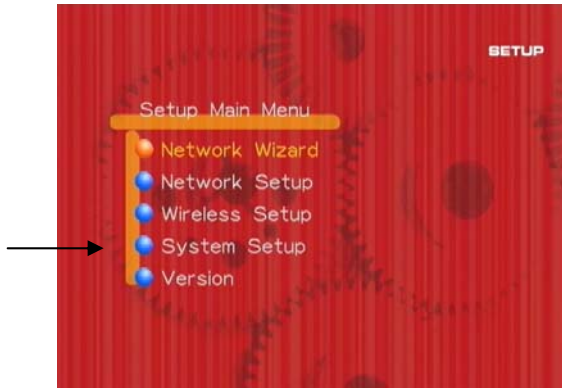 SETUP
Setup Main Menu
Network Wizard
Network Setup
Wireless Setup
System Setup
Version